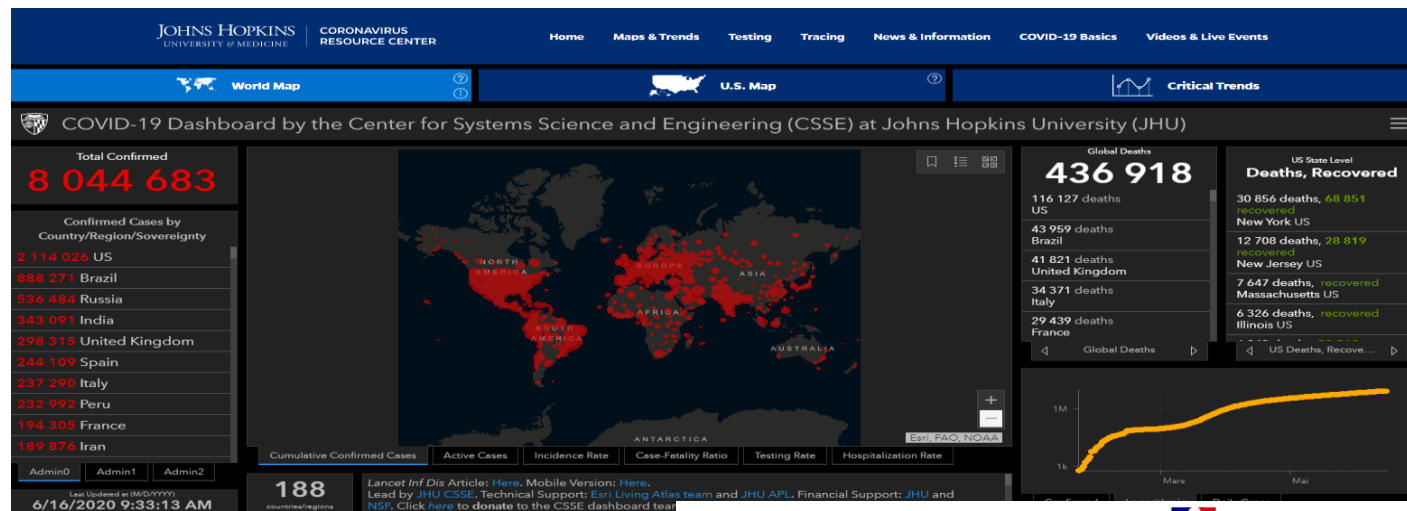 JOHNS HOPKINS
UNIVERSITY & MEDICINE
CORONAVIRUS
RESOURCE CENTER
Home
Maps & Trends
Testing
Tracing
News & Information
COVID-19 Basics
Videos & Live Events
World Map
U.S. Map
Critical Trends
COVID-19 Dashboard by the Center for Systems Science and Engineering (CSSE) at Johns Hopkins University (JHU)
Total Confirmed
8 044 683
Confirmed Cases by
Country/Region/Sovereignty
2 114 026 US
888 271 Brazil
536 484 Russia
343 091 India
298 315 United Kingdom
244 109 Spain
237 290 Italy
232 992 Peru
194 305 France
189 876 Iran
Admin0
Admin1
Admin2
Last Updated at (M/D/YYYY)
6/16/2020 9:33:13 AM
NORTH
AMERICA
SOUTH
AMERICA
EUROPE
AFRICA
ASIA
AUSTRALIA
ANTARCTICA
+
−
Esri, FAO, NOAA
Cumulative Confirmed Cases
Active Cases
Incidence Rate
Case-Fatality Ratio
Testing Rate
Hospitalization Rate
188
countries/regions
Lancet Inf Dis Article: Here. Mobile Version: Here.
Lead by JHU CSSE. Technical Support: Esri Living Atlas team and JHU APL. Financial Support: JHU and
NSF. Click here to donate to the CSSE dashboard team
Global Deaths
436 918
116 127 deaths
US
43 959 deaths
Brazil
41 821 deaths
United Kingdom
34 371 deaths
Italy
29 439 deaths
France
Global Deaths
US State Level
Deaths, Recovered
30 856 deaths, 68 851
recovered
New York US
12 708 deaths, 28 819
recovered
New Jersey US
7 647 deaths, recovered
Massachusetts US
6 326 deaths, recovered
Illinois US
US Deaths, Recove...
1M
1k
Mars
Mai
Confirmed
Logarithmic
Daily Cases